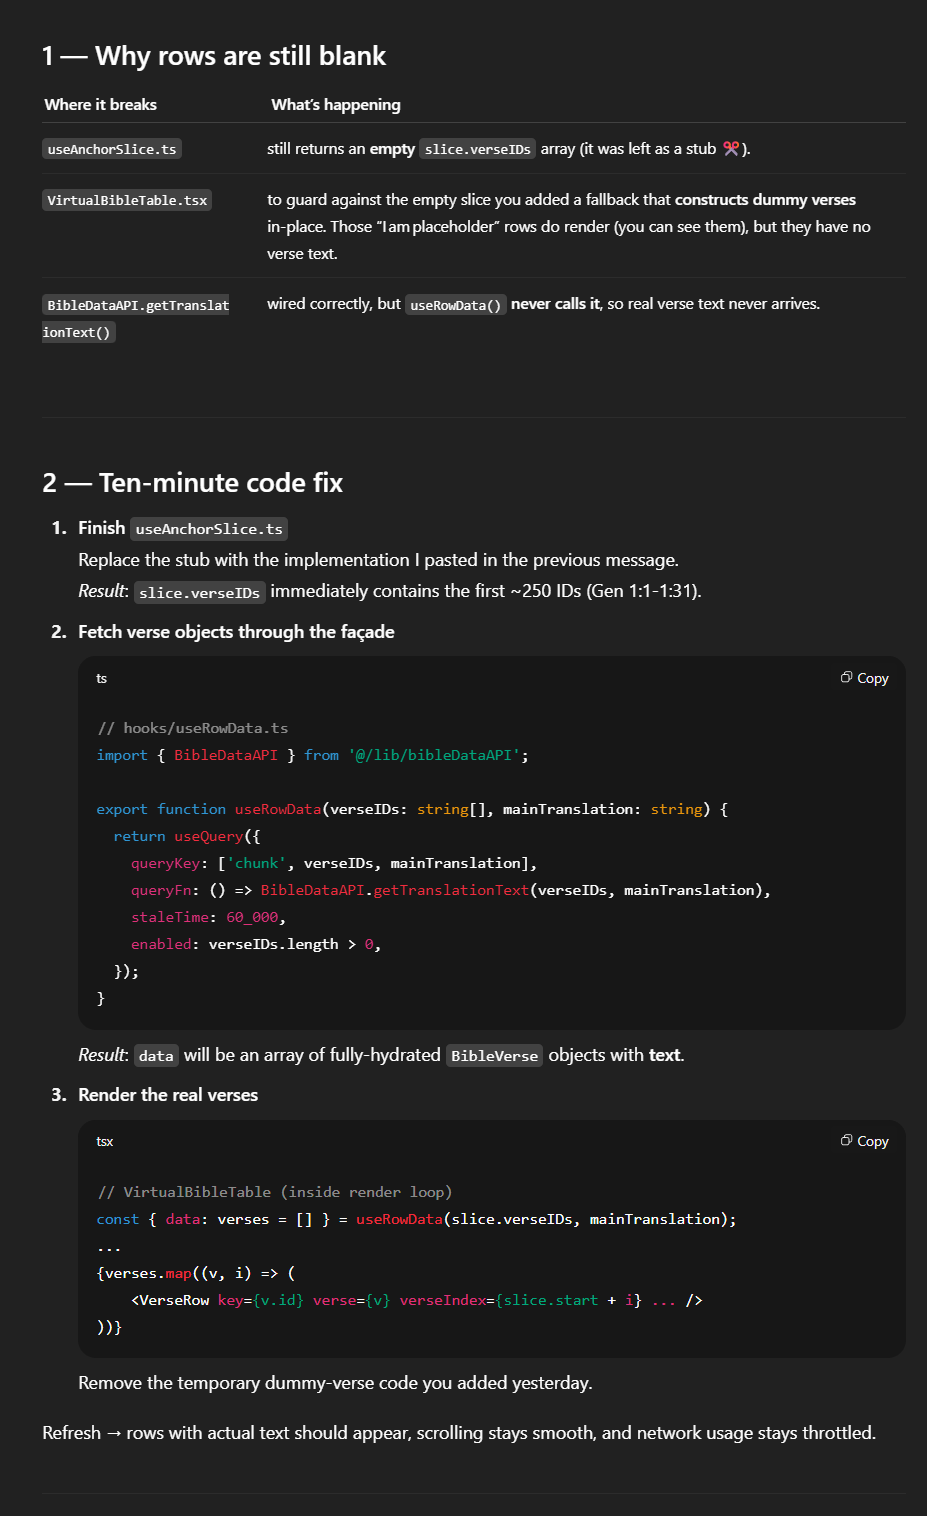 1 — Why rows are still blank
Where it breaks What's happening
useAnchorSlice.ts still returns an empty slice.verseIDs array (it was left as a stub ✂️).
VirtualBibleTable.tsx to guard against the empty slice you added a fallback that constructs dummy verses
in-place. Those “I am placeholder” rows do render (you can see them), but they have no
verse text.
BibleDataAPI.getTranslat wired correctly, but useRowData() never calls it, so real verse text never arrives.
ionText()
2 — Ten-minute code fix
1. Finish useAnchorSlice.ts
Replace the stub with the implementation I pasted in the previous message.
Result: slice.verseIDs immediately contains the first ~250 IDs (Gen 1:1-1:31).
2. Fetch verse objects through the façade
ts Copy
// hooks/useRowData.ts
import { BibleDataAPI } from '@/lib/bibleDataAPI';
export function useRowData(verseIDs: string[], mainTranslation: string) {
  return useQuery({
    queryKey: ['chunk', verseIDs, mainTranslation],
    queryFn: () => BibleDataAPI.getTranslationText(verseIDs, mainTranslation),
    staleTime: 60_000,
    enabled: verseIDs.length > 0,
  });
}
Result: data will be an array of fully-hydrated BibleVerse objects with text.
3. Render the real verses
tsx Copy
// VirtualBibleTable (inside render loop)
const { data: verses = [] } = useRowData(slice.verseIDs, mainTranslation);
...
{verses.map((v, i) => (
    <VerseRow key={v.id} verse={v} verseIndex={slice.start + i} ... />
))}
Remove the temporary dummy-verse code you added yesterday.
Refresh → rows with actual text should appear, scrolling stays smooth, and network usage stays throttled.